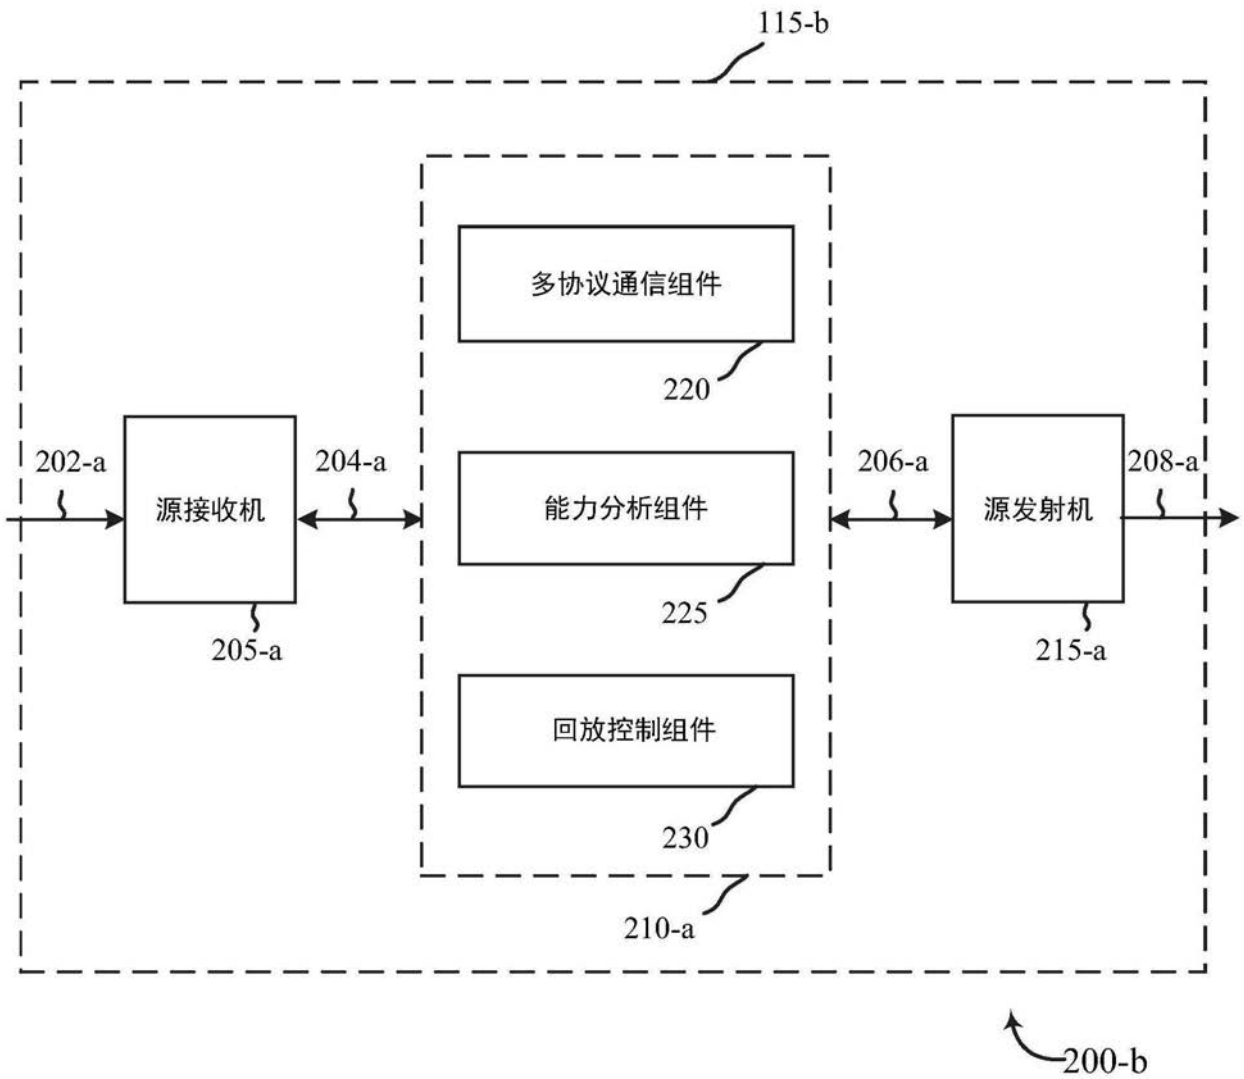 115-b
多协议通信组件
220
202-a
204-a
206-a
208-a
源接收机
能力分析组件
源发射机
225
205-a
215-a
回放控制组件
230
210-a
200-b